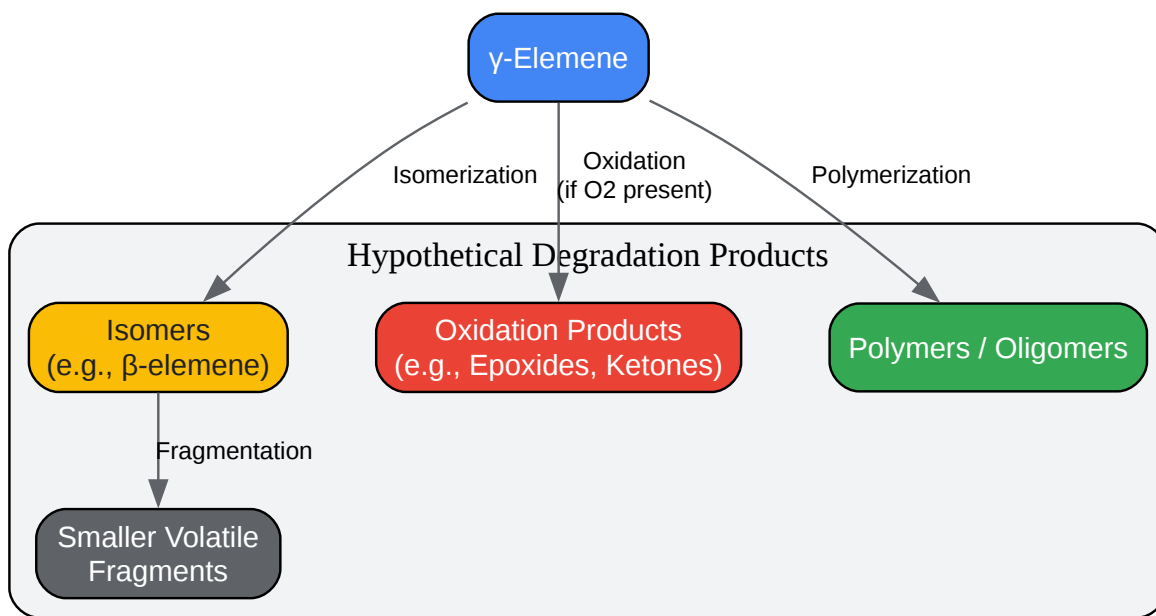 γ-Elemene
Isomerization
Oxidation
(if O2 present)
Polymerization
Hypothetical Degradation Products
Isomers
(e.g., β-elemene)
Oxidation Products
(e.g., Epoxides, Ketones)
Polymers / Oligomers
Fragmentation
Smaller Volatile
Fragments